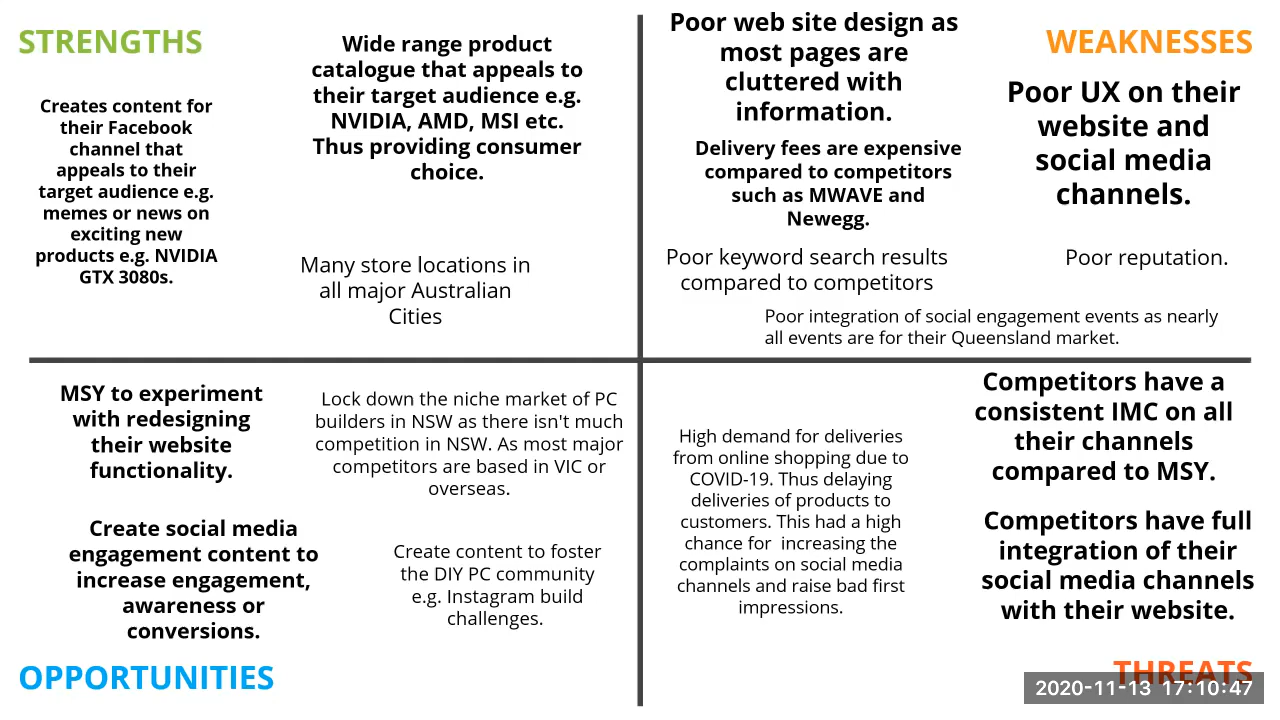 STRENGTHS
Creates content for
their Facebook
channel that
appeals to their
target audience e.g.
memes or news on
exciting new
products e.g. NVIDIA
GTX 3080s.
Wide range product
catalogue that appeals to
their target audience e.g.
NVIDIA, AMD, MSI etc.
Thus providing consumer
choice.
Many store locations in
all major Australian
Cities
WEAKNESSES
Poor web site design as
most pages are
cluttered with
information.
Delivery fees are expensive
compared to competitors
such as MWAVE and
Newegg.
Poor UX on their
website and
social media
channels.
Poor keyword search results
compared to competitors
Poor reputation.
Poor integration of social engagement events as nearly
all events are for their Queensland market.
MSY to experiment
with redesigning
their website
functionality.
Lock down the niche market of PC
builders in NSW as there isn't much
competition in NSW. As most major
competitors are based in VIC or
overseas.
Create social media
engagement content to
increase engagement,
awareness or
conversions.
Create content to foster
the DIY PC community
e.g. Instagram build
challenges.
OPPORTUNITIES
High demand for deliveries
from online shopping due to
COVID-19. Thus delaying
deliveries of products to
customers. This had a high
chance for  increasing the
complaints on social media
channels and raise bad first
impressions.
Competitors have a
consistent IMC on all
their channels
compared to MSY.
Competitors have full
integration of their
social media channels
with their website.
THREATS
2020-11-13 17:10:47